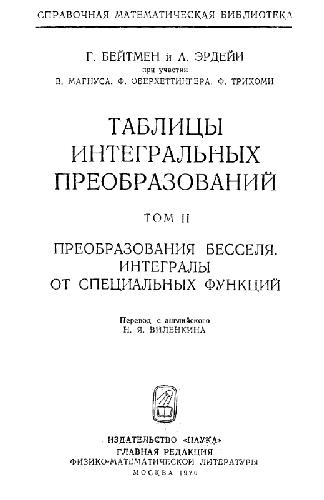 СПРАВОЧНАЯ МАТЕМАТИЧЕСКАЯ БИБЛИОТЕКА
Г. БЕЙТМЕН и А. ЭРДЕЙИ
при участии
В. МАГНУСА, Ф. ОБЕРХЕТТИНГЕРА, Ф. ТРИКОМИ
ТАБЛИЦЫ
ИНТЕГРАЛЬНЫХ
ПРЕОБРАЗОВАНИЙ
ТОМ II
ПРЕОБРАЗОВАНИЯ БЕССЕЛЯ.
ИНТЕГРАЛЫ
ОТ СПЕЦИАЛЬНЫХ ФУНКЦИЙ
Перевод с английского
Н. Я. ВИЛЕНКИНА
ИЗДАТЕЛЬСТВО «НАУКА»
ГЛАВНАЯ РЕДАКЦИЯ
ФИЗИКО-МАТЕМАТИЧЕСКОЙ ЛИТЕРАТУРЫ
МОСКВА